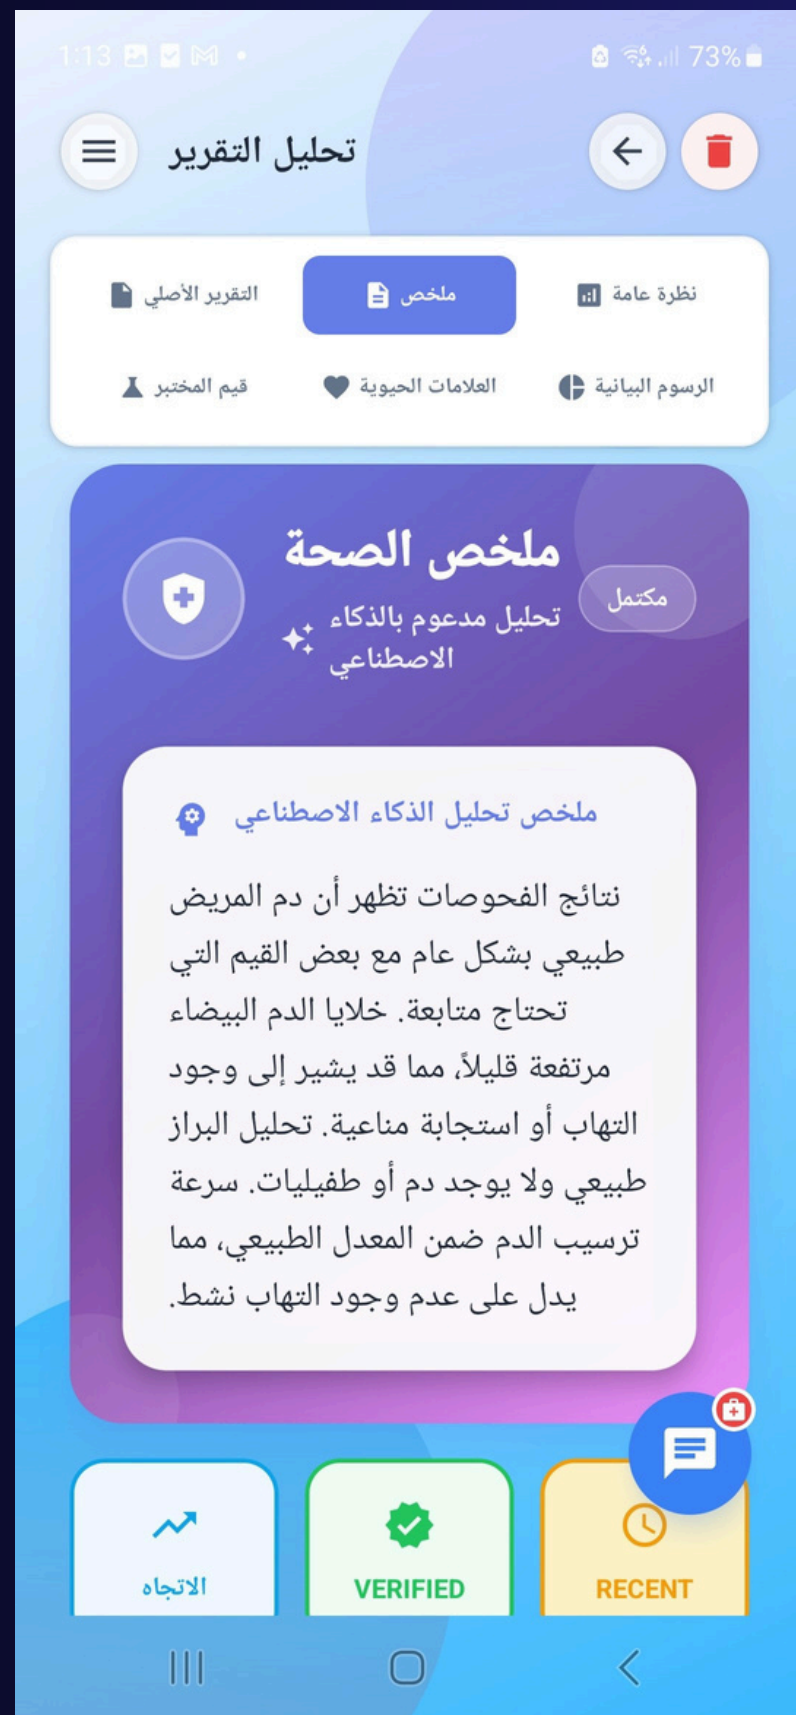 1:13
73%
تحليل التقرير
نظرة عامة
ملخص
التقرير الأصلي
الرسوم البيانية
العلامات الحيوية
قيم المختبر
ملخص الصحة
مكتمل
تحليل مدعوم بالذكاء
الاصطناعي
ملخص تحليل الذكاء الاصطناعي
نتائج الفحوصات تظهر أن دم المريض
طبيعي بشكل عام مع بعض القيم التي
تحتاج متابعة. خلايا الدم البيضاء
مرتفعة قليلاً، مما قد يشير إلى وجود
التهاب أو استجابة مناعية. تحليل البراز
طبيعي ولا يوجد دم أو طفيليات. سرعة
ترسيب الدم ضمن المعدل الطبيعي، مما
يدل على عدم وجود التهاب نشط.
RECENT
VERIFIED
الاتجاه